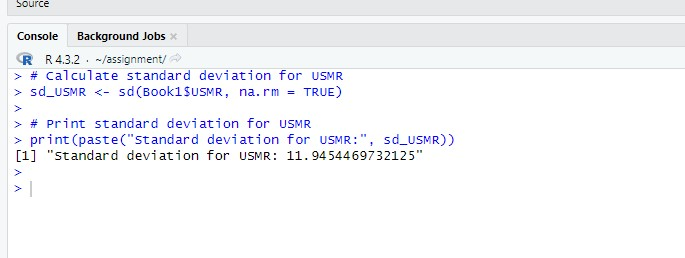 Source
Console Background Jobs ×
R R 4.3.2 · ~/assignment/
> # Calculate standard deviation for USMR
> sd_USMR <- sd(Book1$USMR, na.rm = TRUE)
>
> # Print standard deviation for USMR
> print(paste("Standard deviation for USMR:", sd_USMR))
[1] "Standard deviation for USMR: 11.9454469732125"
>
>